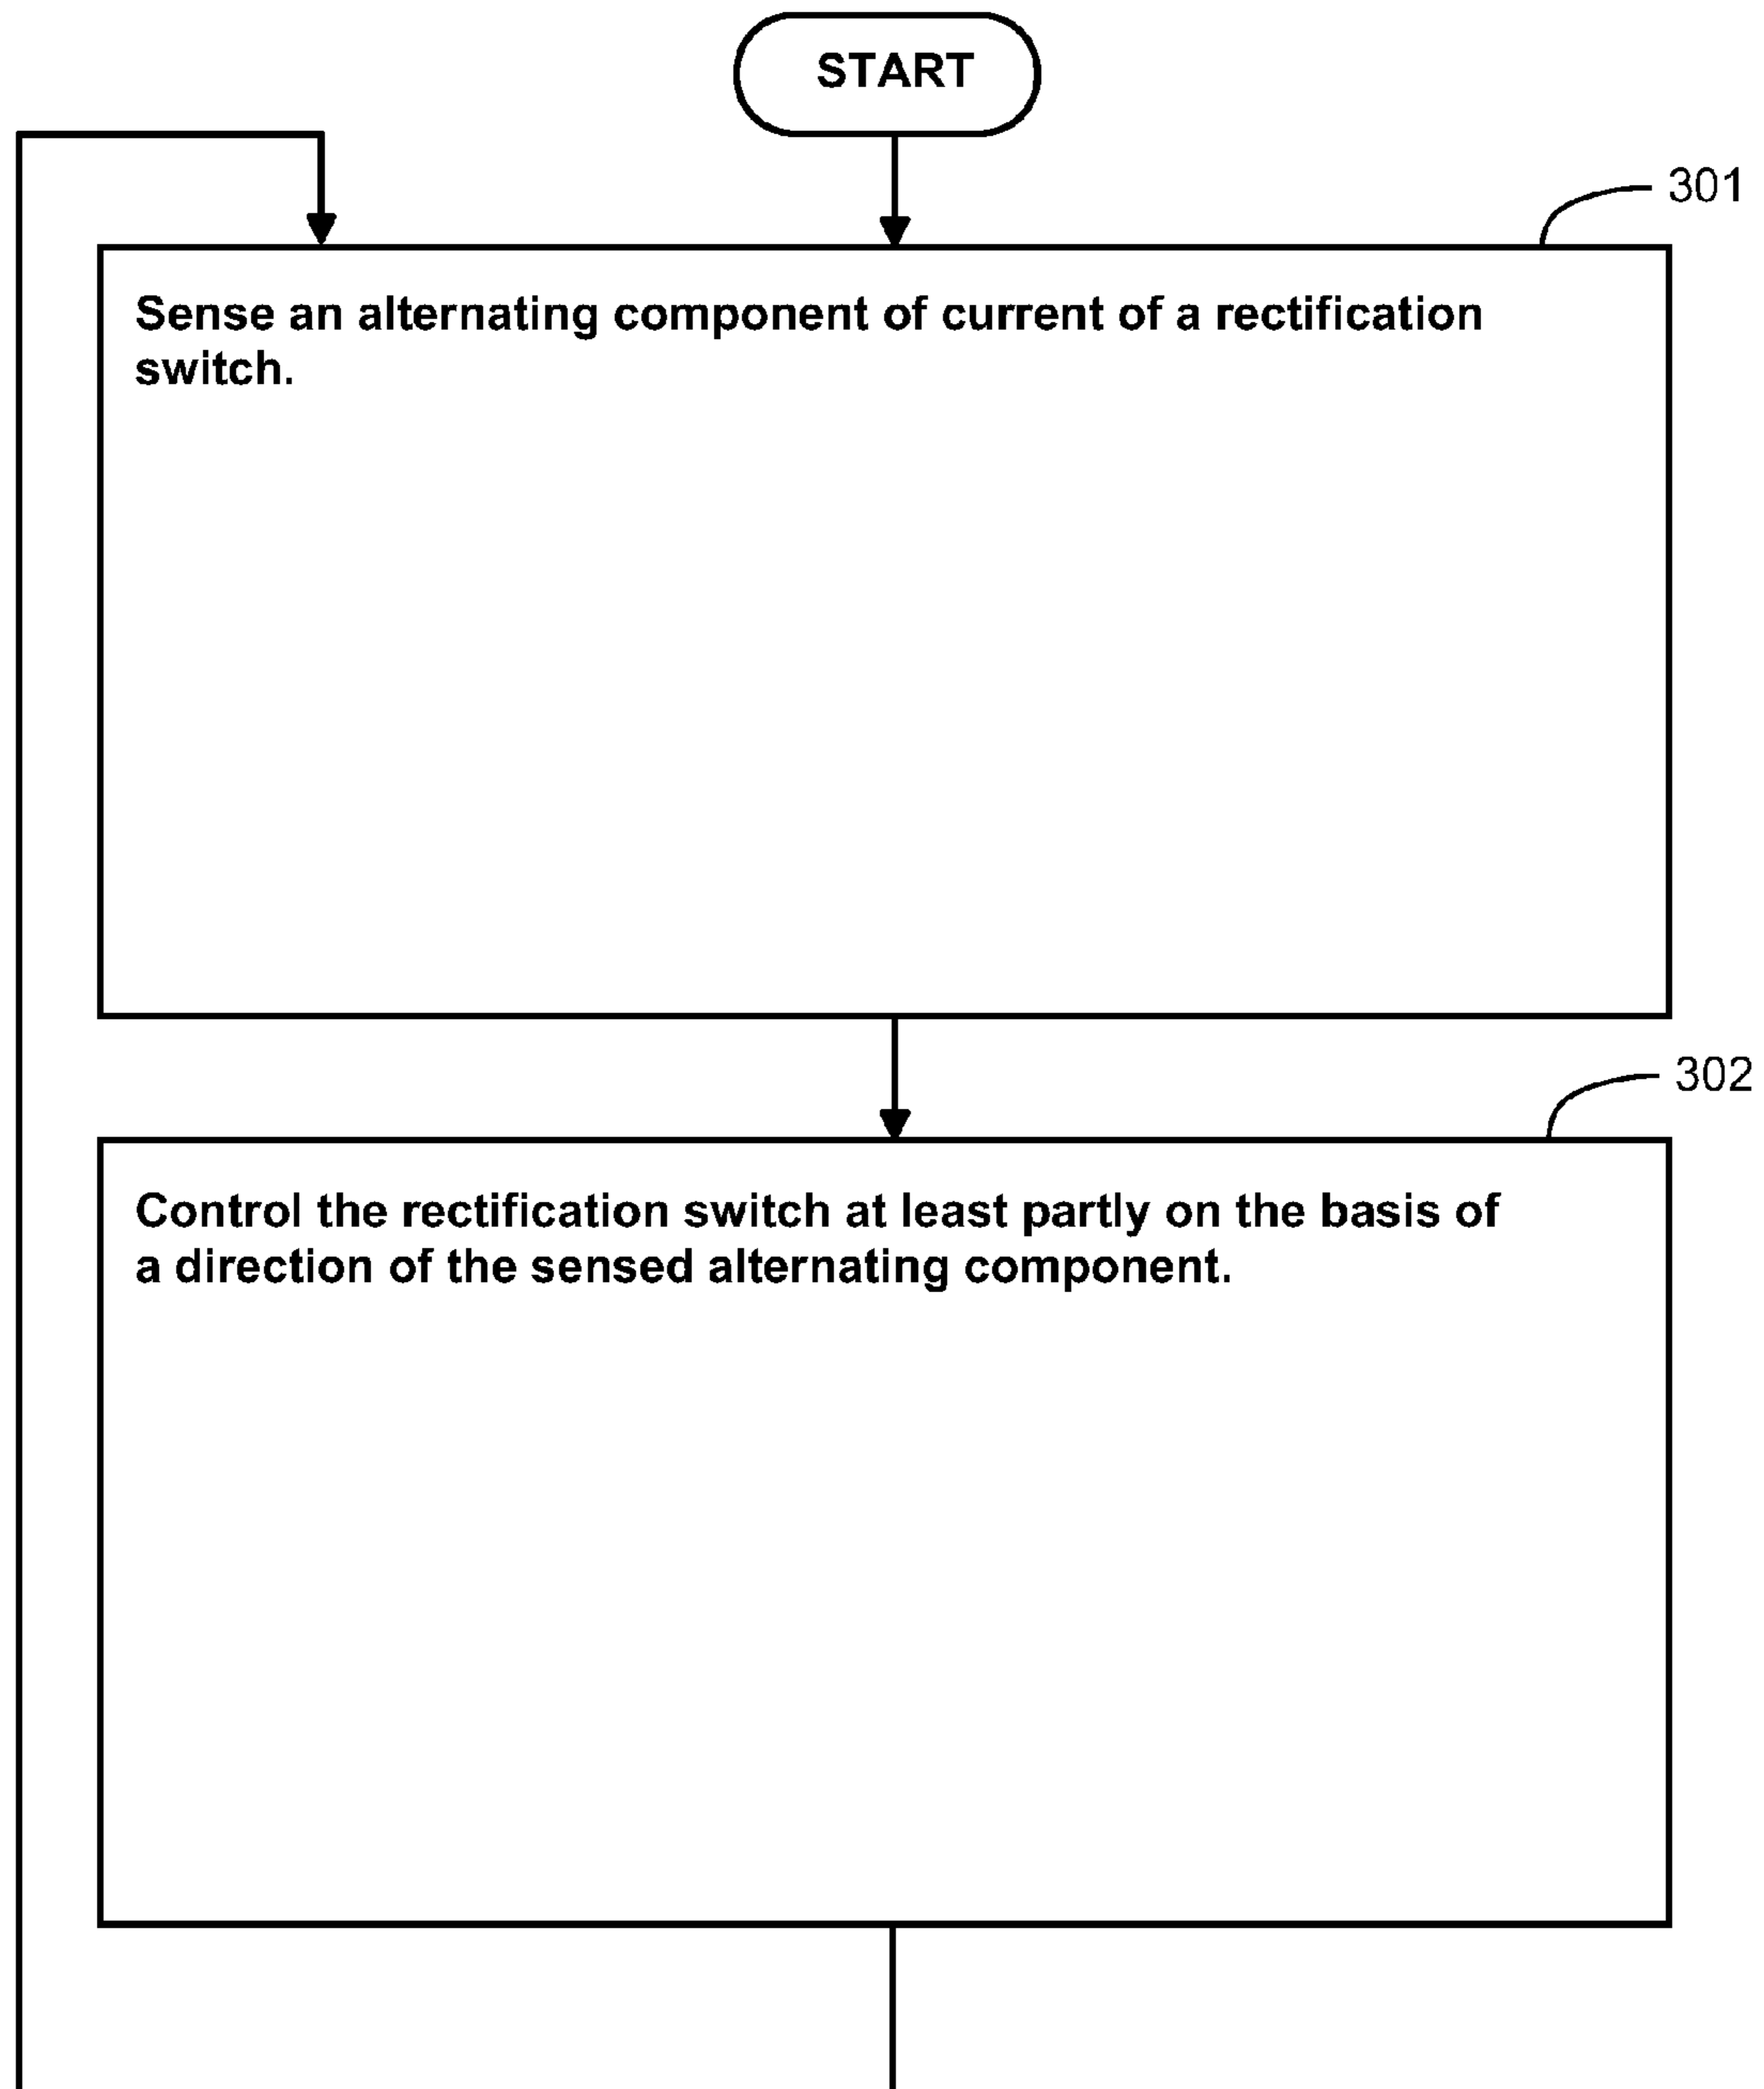 START
301
Sense an alternating component of current of a rectification
switch.
302
Control the rectification switch at least partly on the basis of
a direction of the sensed alternating component.